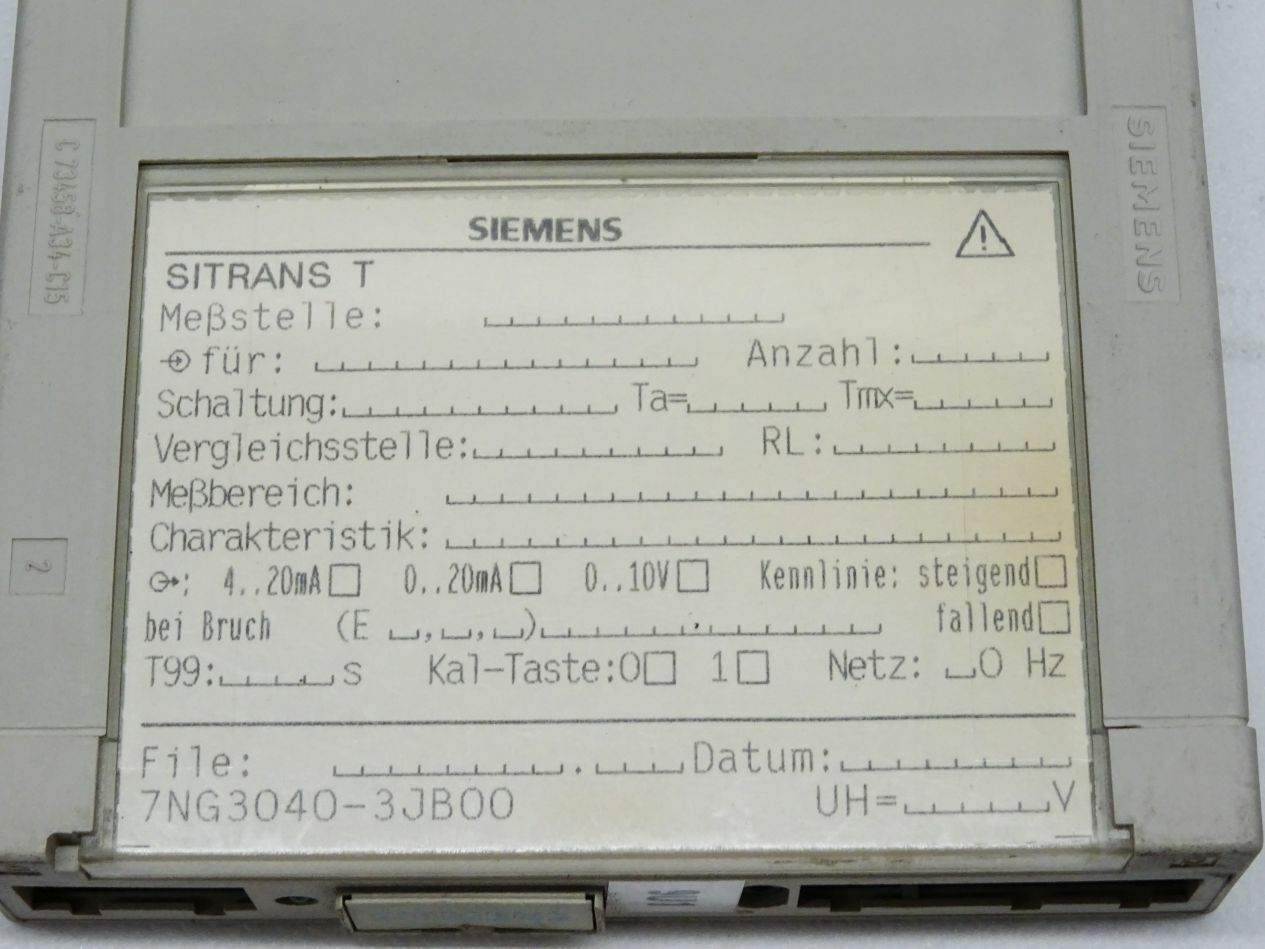 SIEMENS
SITRANS T
Meßstelle:
für: Anzahl:
Schaltung: Ta= Tmx=
Vergleichsstelle: RL:
Meßbereich:
Charakteristik:
: 4..20mA 0..20mA 0..10V Kennlinie: steigend
bei Bruch (E , , ) fallend
T99: s Kal-Taste:0 1 Netz: 0 Hz
File: . Datum:
7NG3040-3JB00 UH= V
C73458-A34-C15
2
SIEMENS